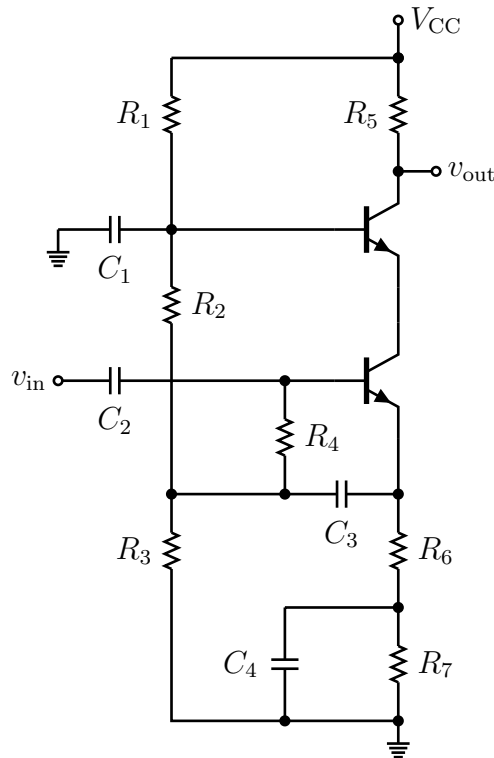 V_CC
R_1 R_5
v_out
C_1
R_2
v_in
C_2
R_4
C_3
R_3 R_6
C_4
R_7